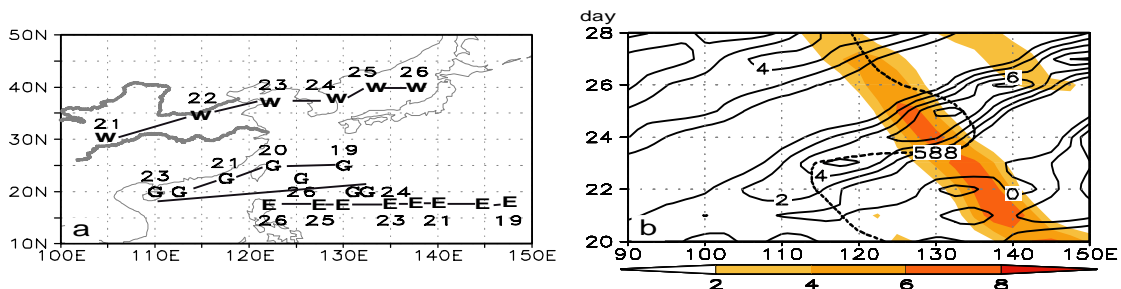 day
50N
40N
30N
20N
10N
100E 110E 120E 130E 140E 150E
21 22 23 24 25 26
W W W W W W
23 21 20 19
G G G G G G G G
26 24
E E E E E E E E
26 25 23 21 19
a
28
26
24
22
20
90 100 110 120 130 140 150E
4 6
588
4
2 0
b
2 4 6 8